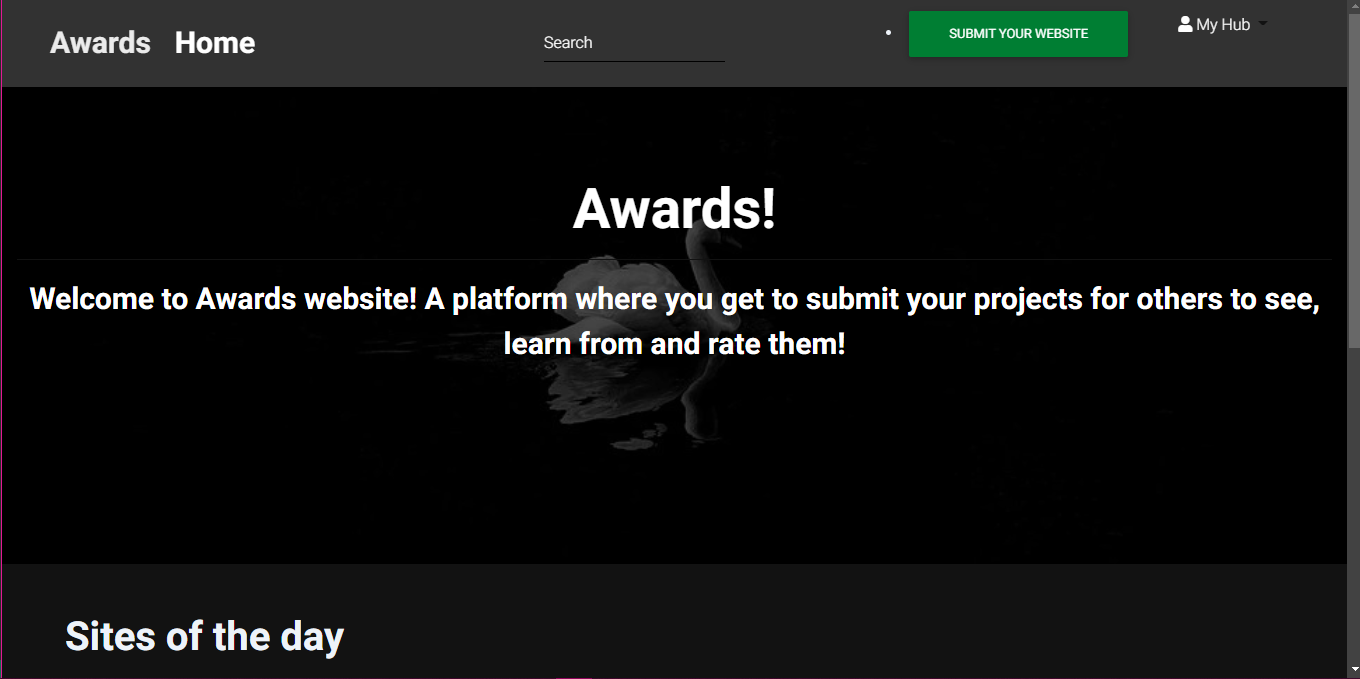 Awards Home
Search
SUBMIT YOUR WEBSITE
My Hub
Awards!
Welcome to Awards website! A platform where you get to submit your projects for others to see,
learn from and rate them!
Sites of the day